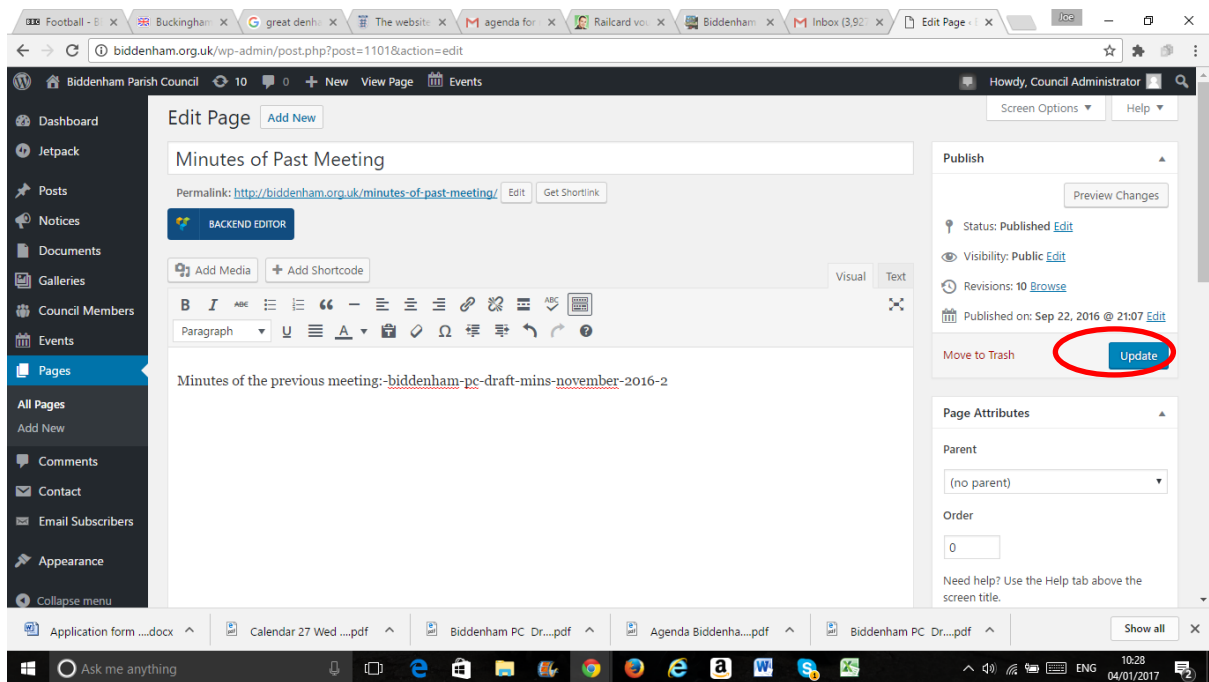 Football - B
Buckingham
great denha
The website
agenda for
Railcard vou
Biddenham
Inbox (3,92
Edit Page ‹
Joe
biddenham.org.uk/wp-admin/post.php?post=1101&action=edit
Biddenham Parish Council 10 0 + New View Page Events Howdy, Council Administrator
Dashboard
Jetpack
Posts
Notices
Documents
Galleries
Council Members
Events
Pages
All Pages
Add New
Comments
Contact
Email Subscribers
Appearance
Collapse menu
Edit Page Add New
Screen Options ▼ Help ▼
Minutes of Past Meeting
Permalink: http://biddenham.org.uk/minutes-of-past-meeting/ Edit Get Shortlink
BACKEND EDITOR
Add Media + Add Shortcode
Visual Text
B I ABC ABC
Paragraph U A Ω
Minutes of the previous meeting:-biddenham-pc-draft-mins-november-2016-2
Publish
Preview Changes
Status: Published Edit
Visibility: Public Edit
Revisions: 10 Browse
Published on: Sep 22, 2016 @ 21:07 Edit
Move to Trash Update
Page Attributes
Parent
(no parent)
Order
0
Need help? Use the Help tab above the
screen title.
Application form ....docx
Calendar 27 Wed ....pdf
Biddenham PC Dr....pdf
Agenda Biddenha....pdf
Biddenham PC Dr....pdf
Show all
Ask me anything
ENG
10:28
04/01/2017